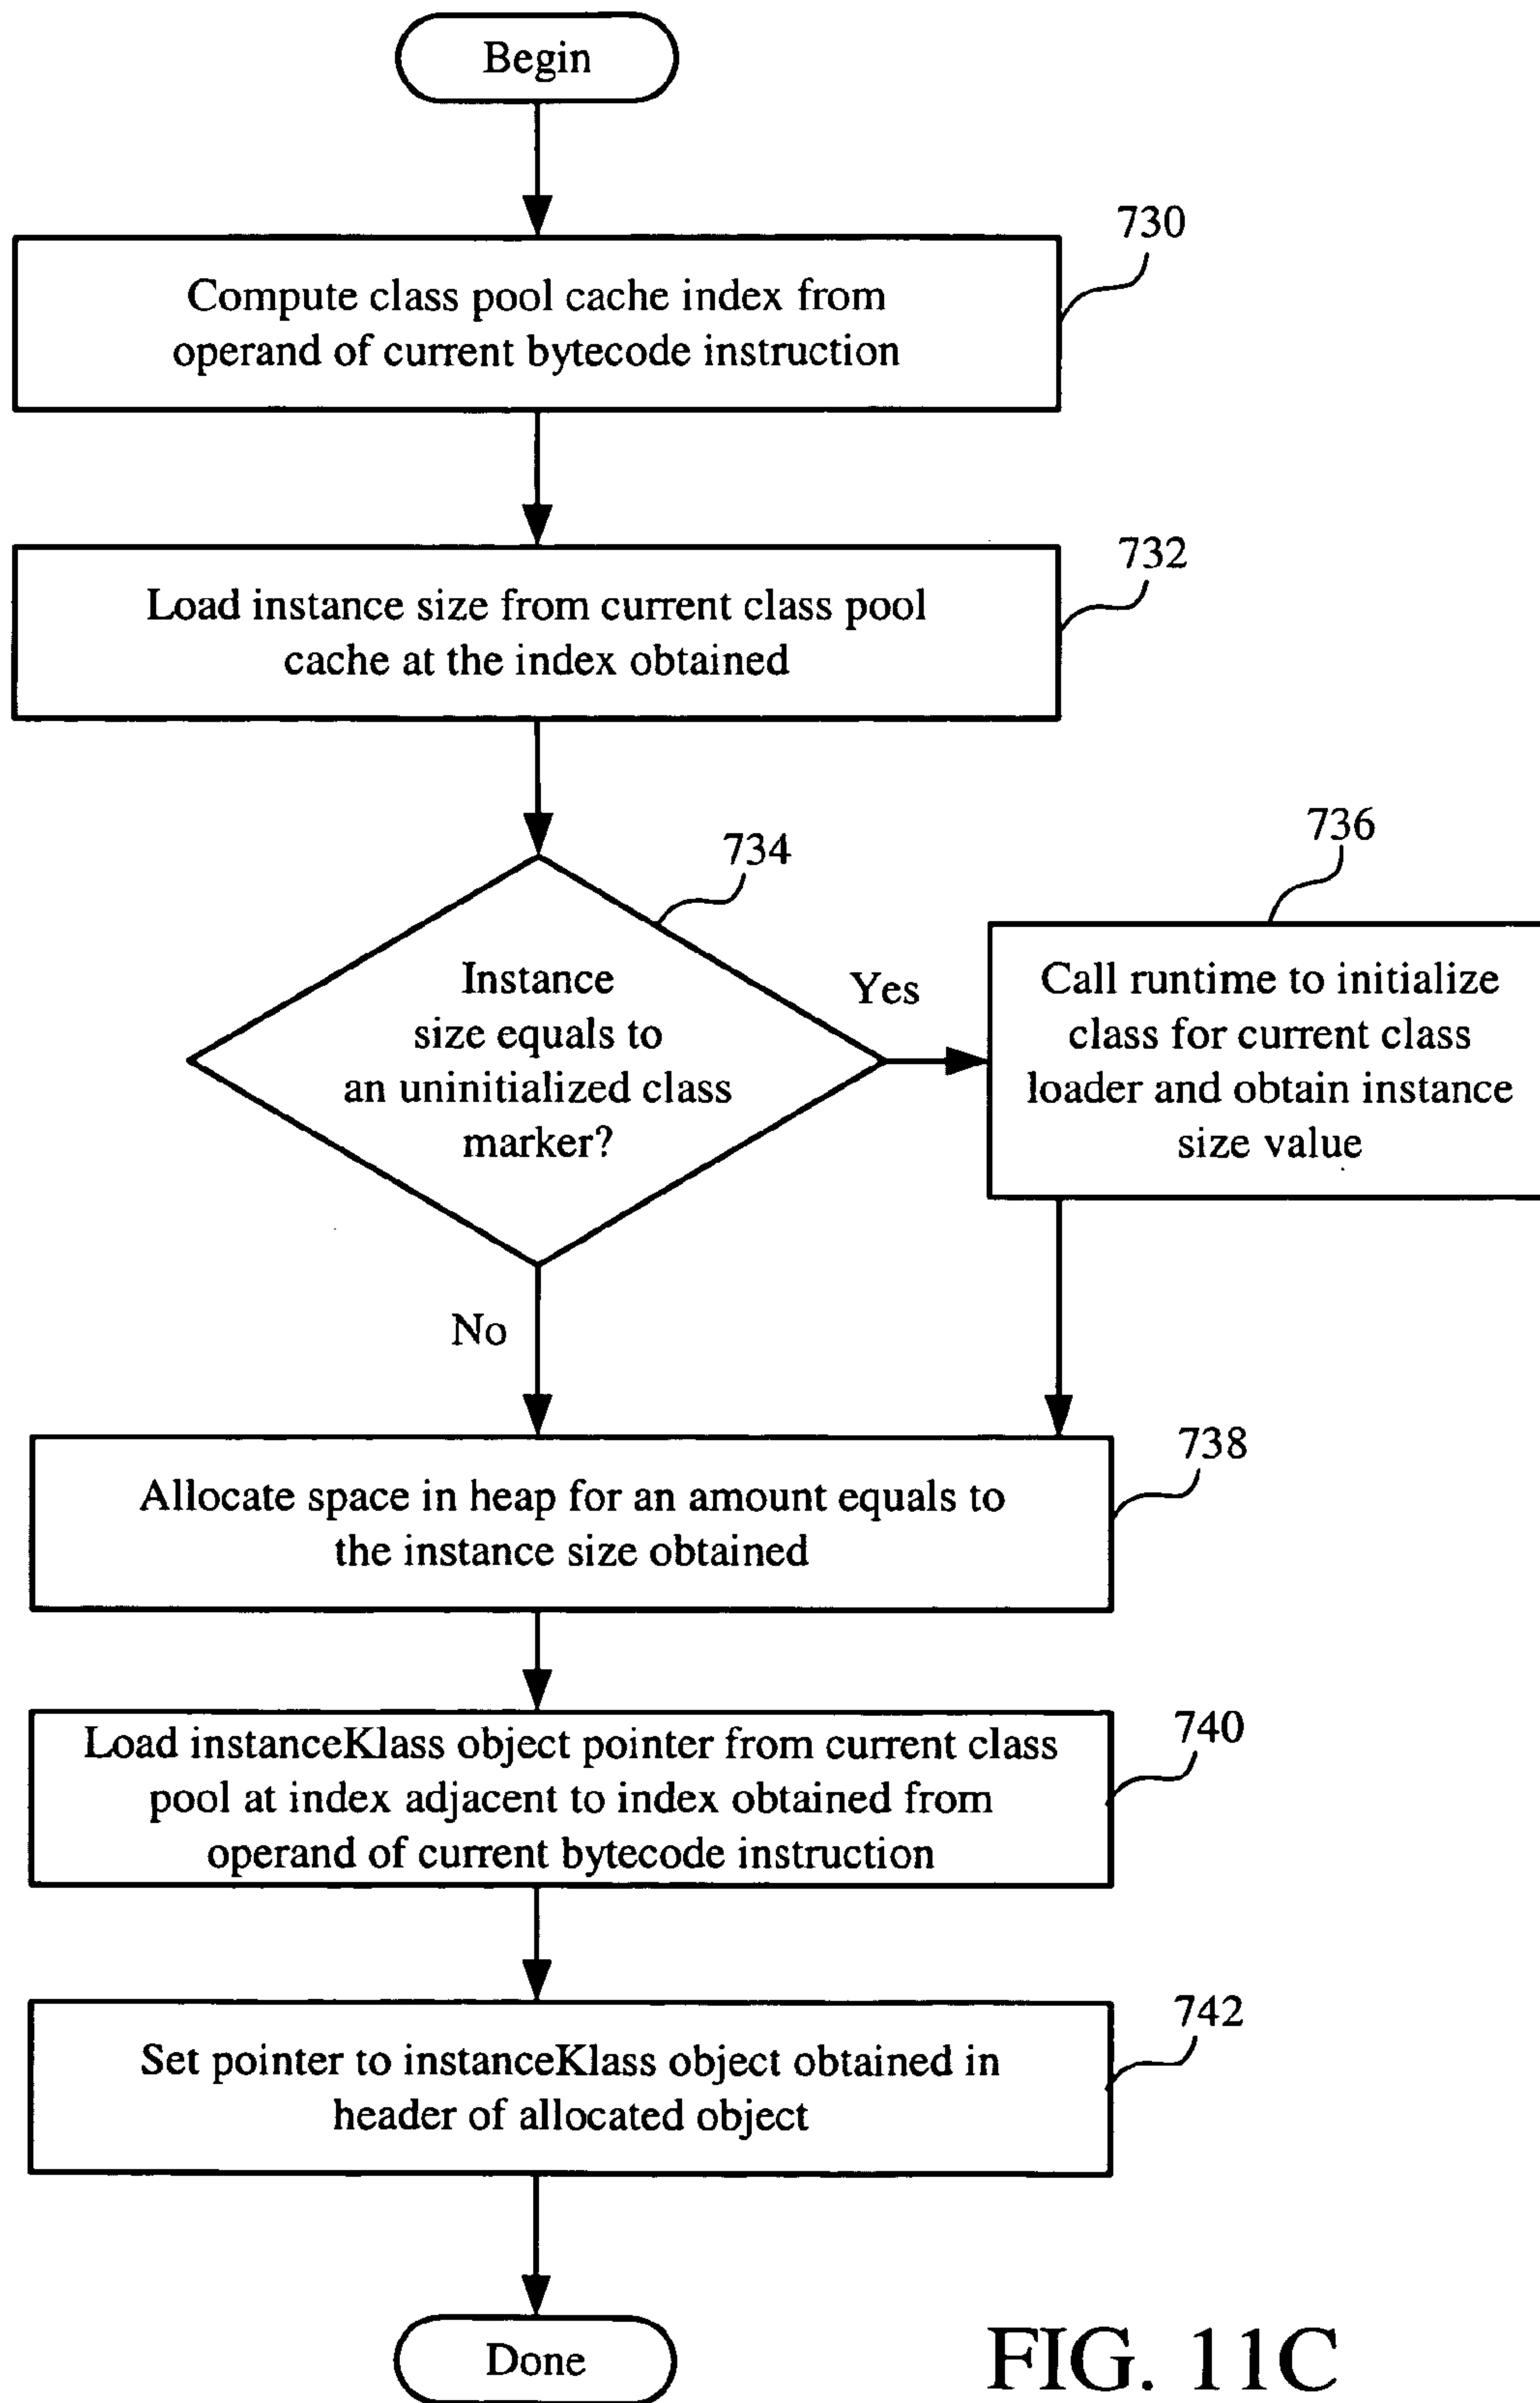 Begin
730
Compute class pool cache index from
operand of current bytecode instruction
732
Load instance size from current class pool
cache at the index obtained
734
736
Instance
size equals to
an uninitialized class
marker?
Yes
Call runtime to initialize
class for current class
loader and obtain instance
size value
No
738
Allocate space in heap for an amount equals to
the instance size obtained
740
Load instanceKlass object pointer from current class
pool at index adjacent to index obtained from
operand of current bytecode instruction
742
Set pointer to instanceKlass object obtained in
header of allocated object
Done
FIG. 11C